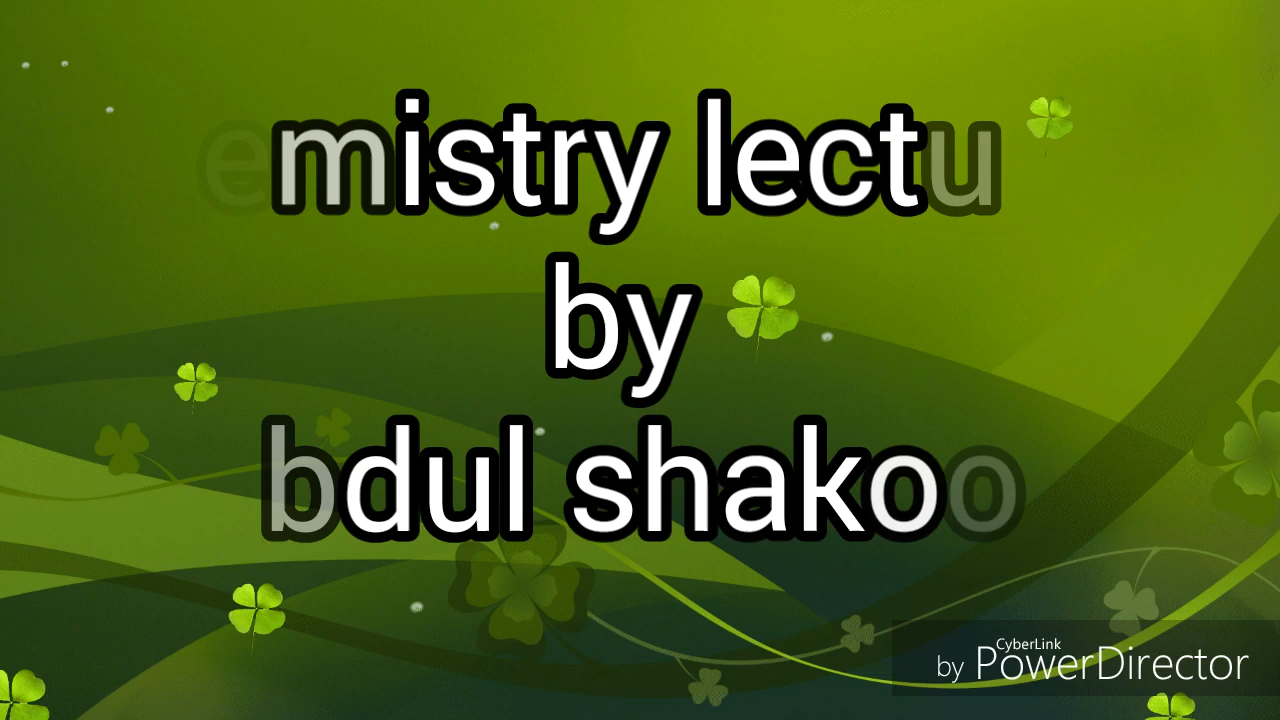 emistry lectu
by
bdul shakoo
CyberLink
by PowerDirector